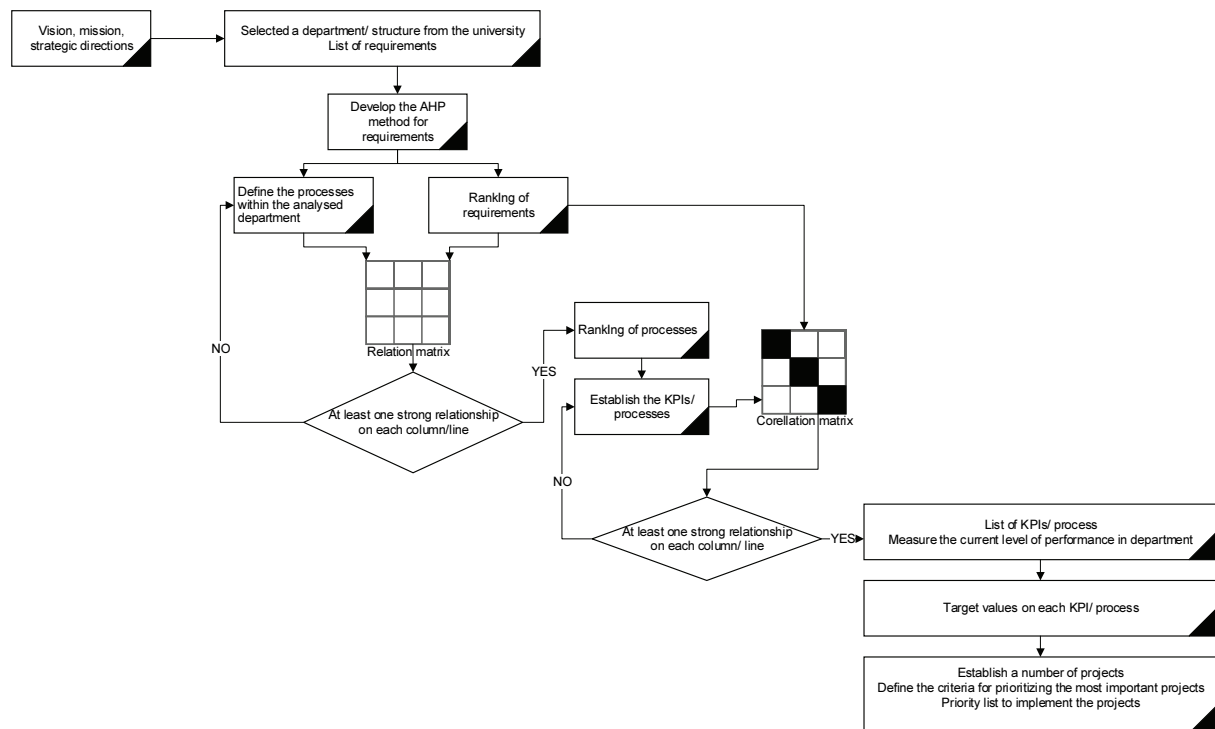 Vision, mission,
strategic directions
Selected a department/ structure from the university
List of requirements
Develop the AHP
method for
requirements
Define the processes
within the analysed
department
RankIng of
requirements
Relation matrix
NO
At least one strong relationship
on each column/line
YES
RankIng of processes
Establish the KPIs/
processes
Corellation matrix
NO
At least one strong relationship
on each column/ line
YES
List of KPIs/ process
Measure the current level of performance in department
Target values on each KPI/ process
Establish a number of projects
Define the criteria for prioritizing the most important projects
Priority list to implement the projects